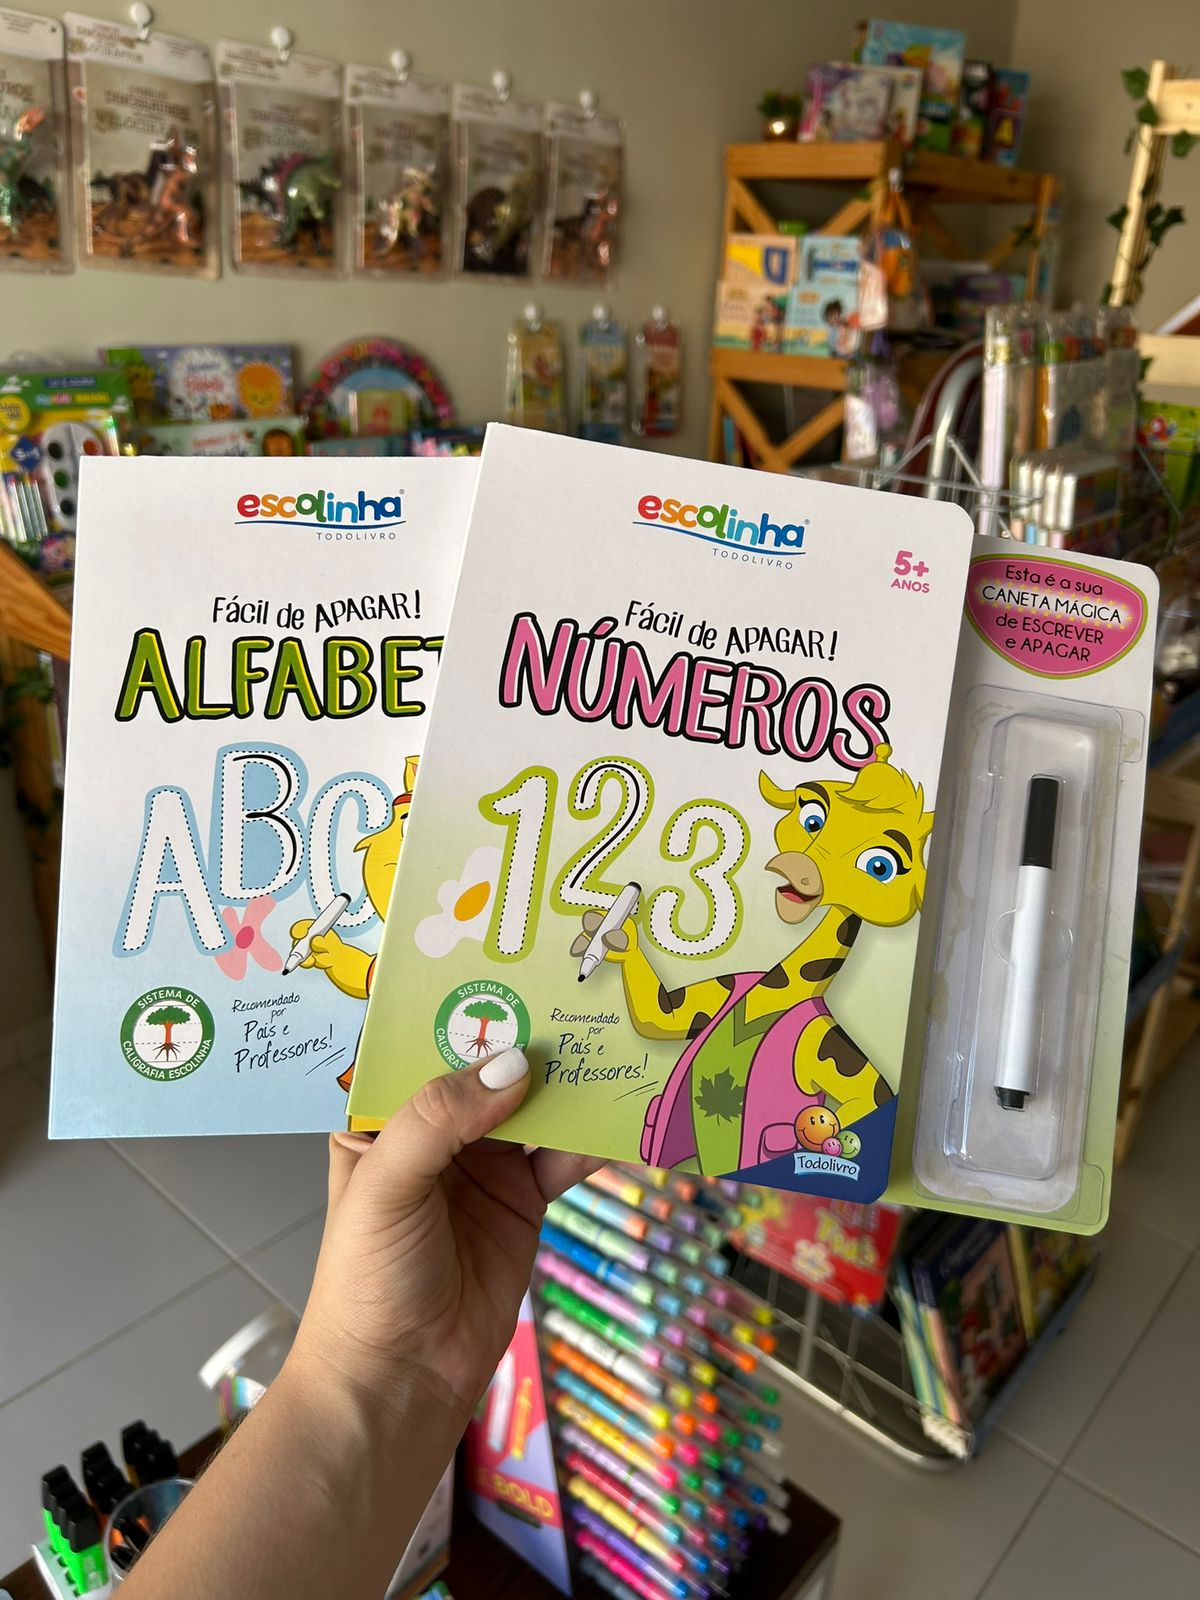 escolinha
TODOLIVRO
Fácil de APAGAR!
ALFABET
ABC
SISTEMA DE
CALIGRAFIA ESCOLINHA
Recomendado
por
Pais e
Professores!
escolinha
TODOLIVRO
5+
ANOS
Fácil de APAGAR!
NÚMEROS
123
SISTEMA DE
Recomendado
por
Pais e
Professores!
Todolivro
Esta é a sua
CANETA MÁGICA
de ESCREVER
e APAGAR
BOLD